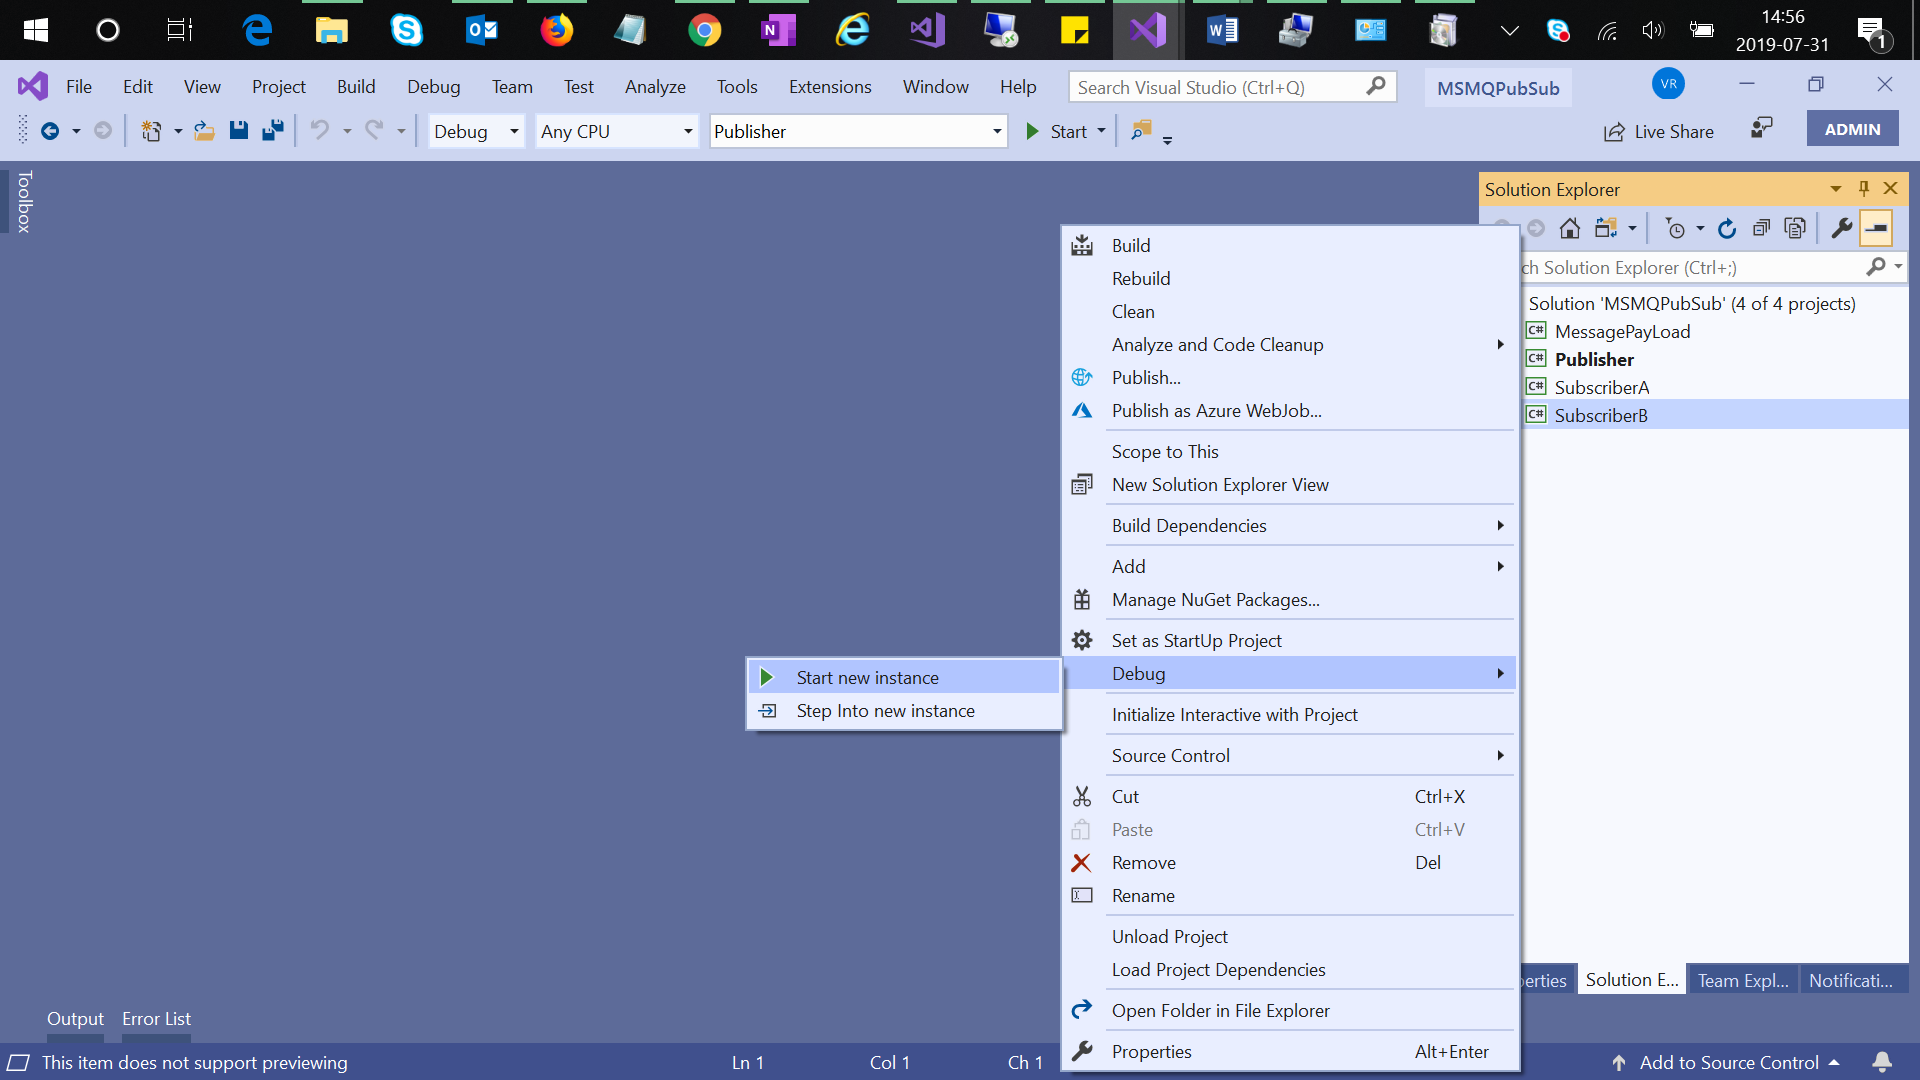 14:56
2019-07-31
1
File Edit View Project Build Debug Team Test Analyze Tools Extensions Window Help Search Visual Studio (Ctrl+Q) MSMQPubSub VR
Debug Any CPU Publisher Start Live Share ADMIN
Toolbox
Solution Explorer
ch Solution Explorer (Ctrl+;)
Solution 'MSMQPubSub' (4 of 4 projects)
C# MessagePayLoad
C# Publisher
C# SubscriberA
C# SubscriberB
Build
Rebuild
Clean
Analyze and Code Cleanup
Publish...
Publish as Azure WebJob...
Scope to This
New Solution Explorer View
Build Dependencies
Add
Manage NuGet Packages...
Set as StartUp Project
Debug
Start new instance
Step Into new instance
Initialize Interactive with Project
Source Control
Cut Ctrl+X
Paste Ctrl+V
Remove Del
Rename
Unload Project
Load Project Dependencies
Open Folder in File Explorer
Properties Alt+Enter
perties Solution E... Team Expl... Notificati...
Output Error List
This item does not support previewing Ln 1 Col 1 Ch 1 Add to Source Control